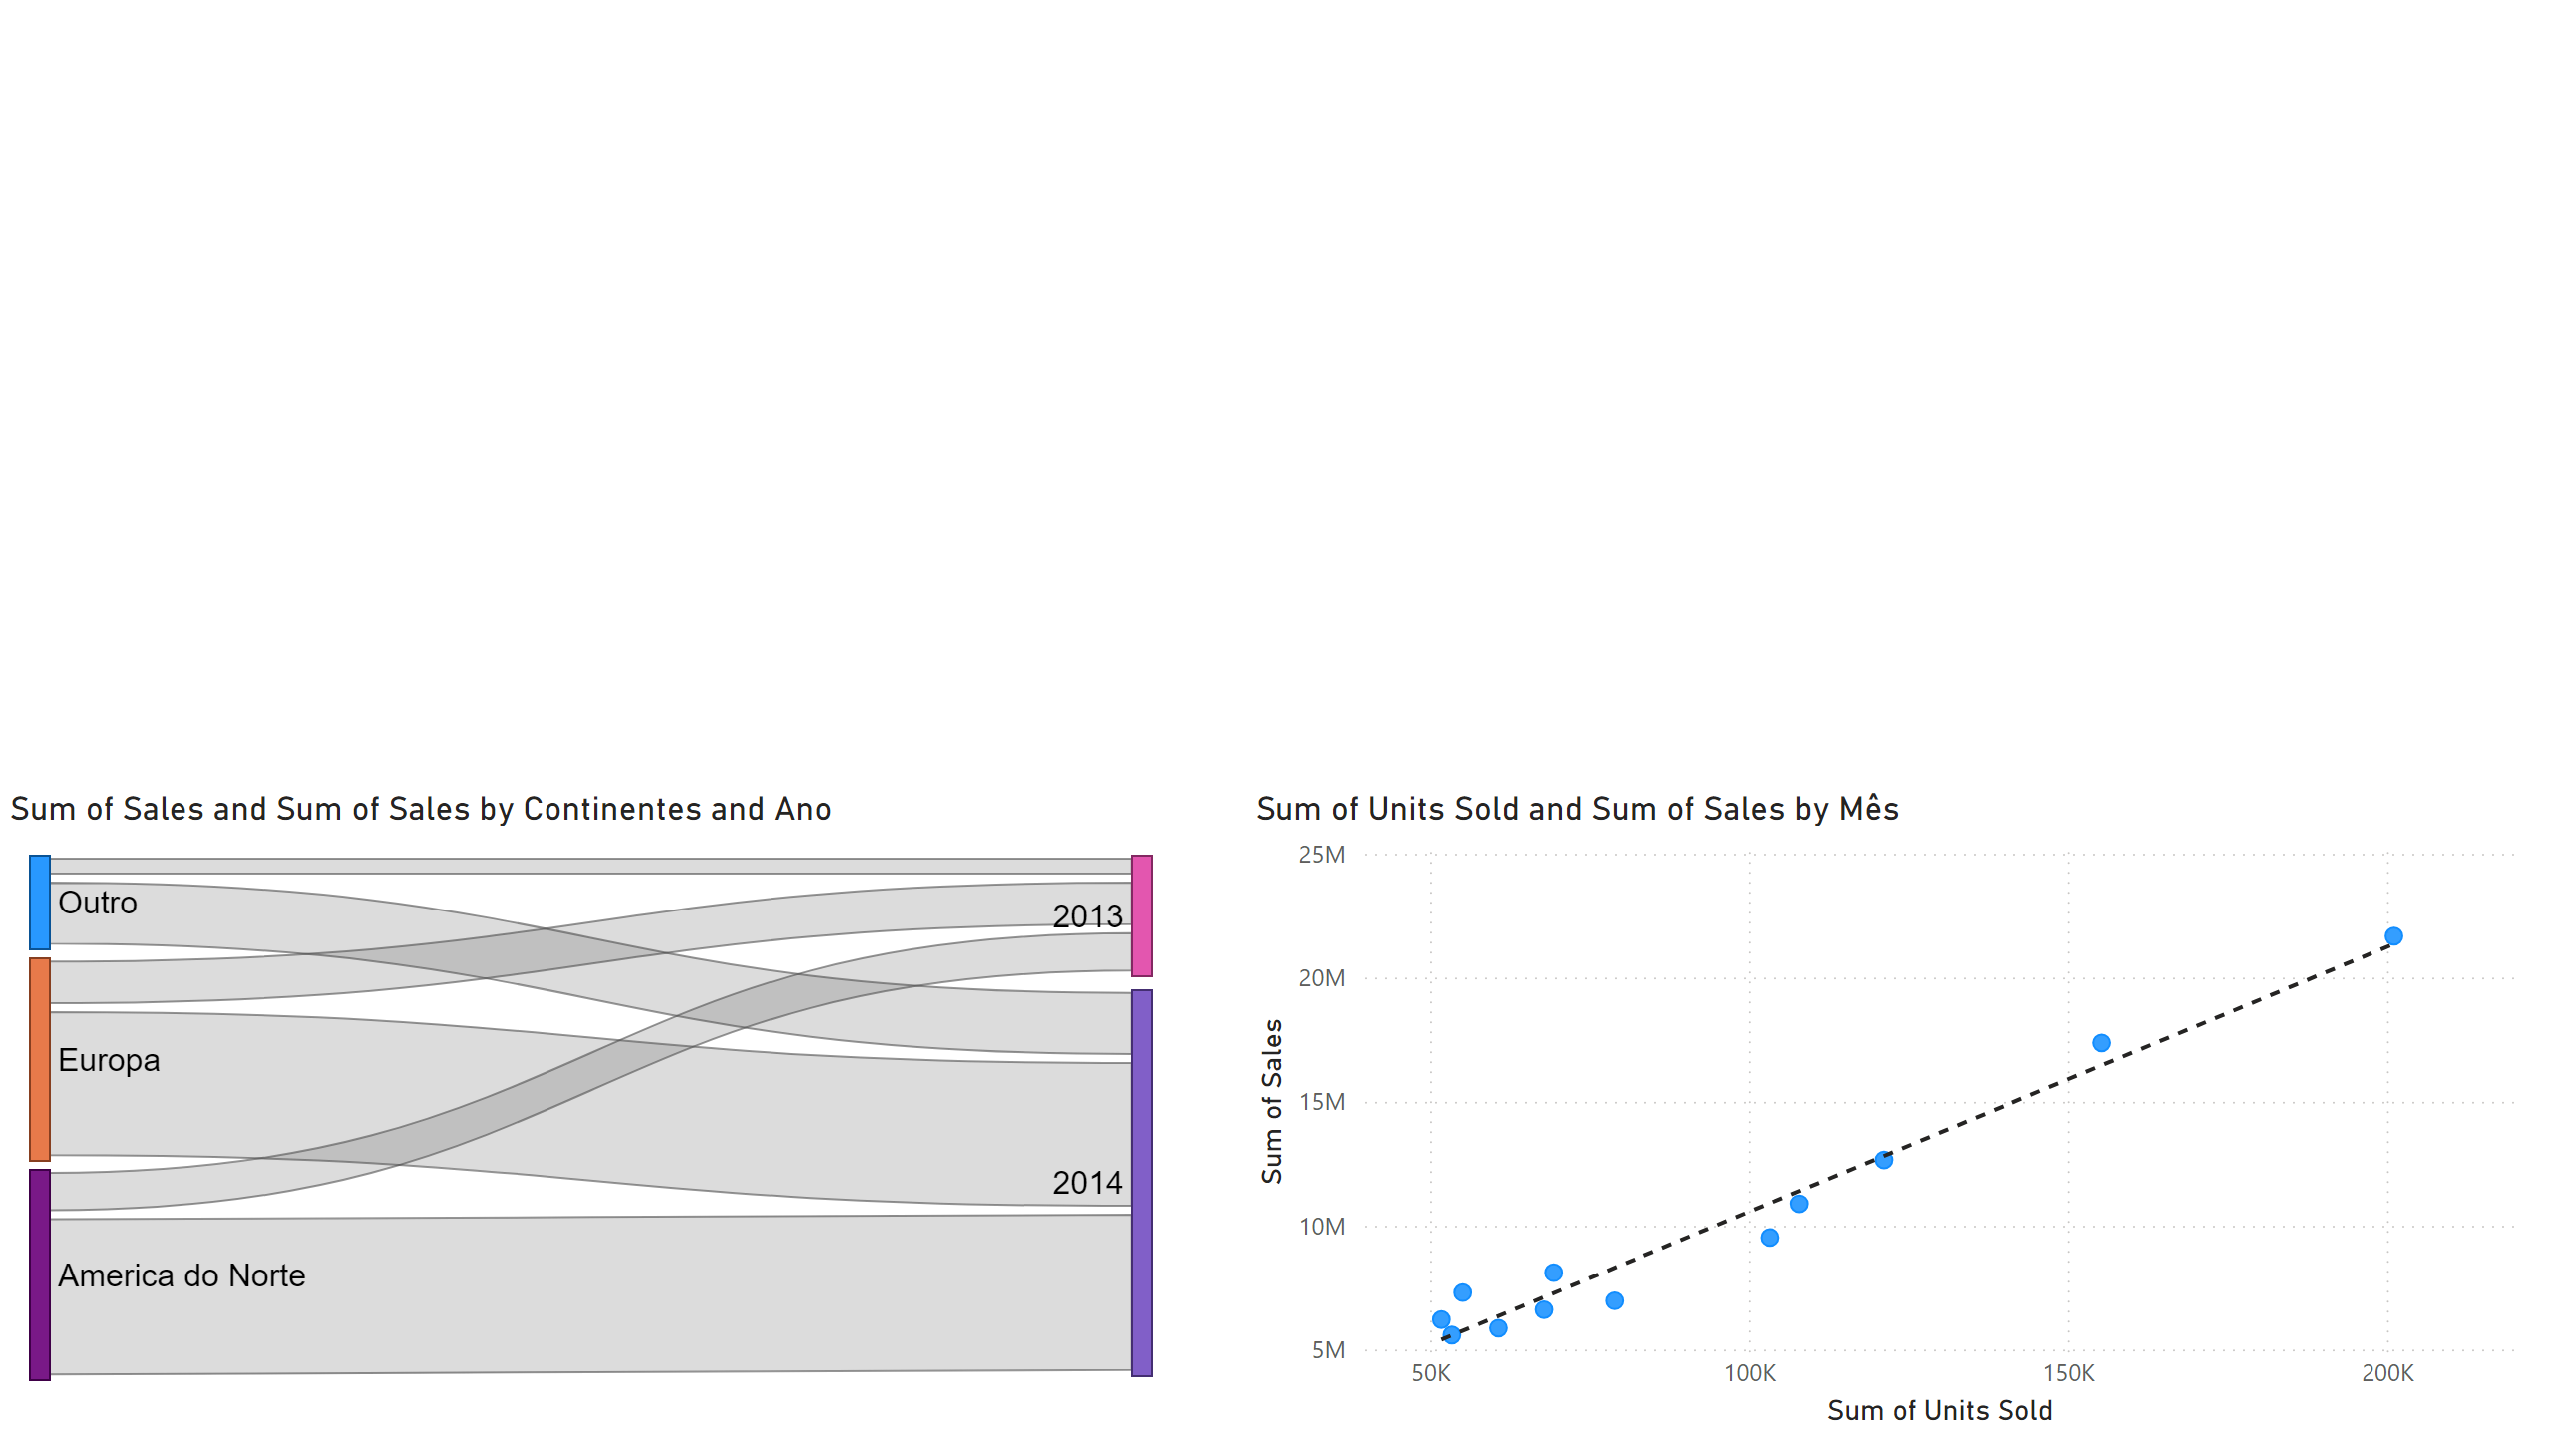 Sum of Sales and Sum of Sales by Continentes and Ano
Outro
Europa
America do Norte
2013
2014
Sum of Units Sold and Sum of Sales by Mês
25M
20M
15M
10M
5M
Sum of Sales
50K 100K 150K 200K
Sum of Units Sold